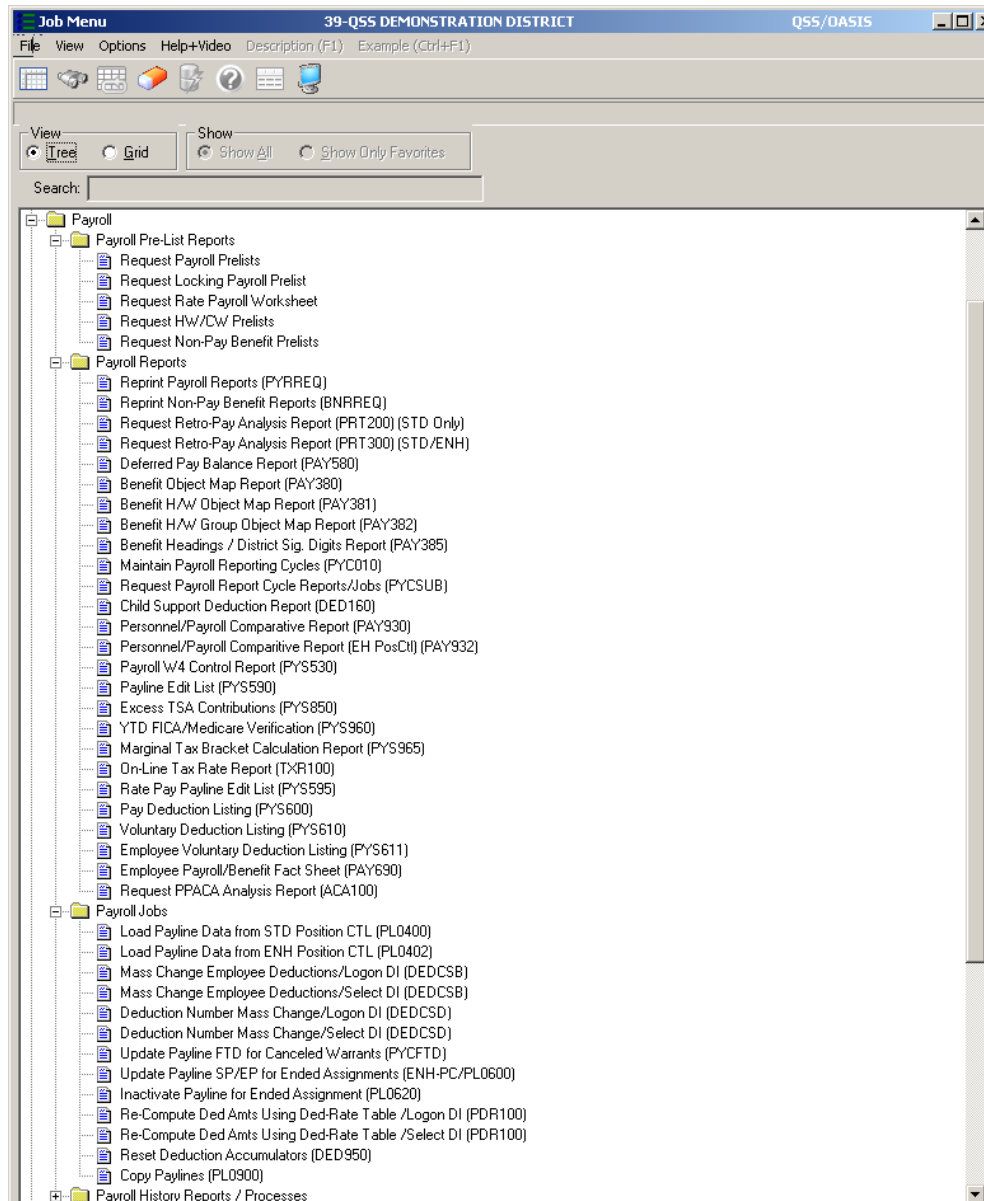 Job Menu 39-QSS DEMONSTRATION DISTRICT QSS/OASIS
File View Options Help+Video Description (F1) Example (Ctrl+F1)
View Show
Tree Grid Show All Show Only Favorites
Search:
Payroll
Payroll Pre-List Reports
Request Payroll Prelists
Request Locking Payroll Prelist
Request Rate Payroll Worksheet
Request HW/CW Prelists
Request Non-Pay Benefit Prelists
Payroll Reports
Reprint Payroll Reports (PYRREQ)
Reprint Non-Pay Benefit Reports (BNRREQ)
Request Retro-Pay Analysis Report (PRT200) (STD Only)
Request Retro-Pay Analysis Report (PRT300) (STD/ENH)
Deferred Pay Balance Report (PAY580)
Benefit Object Map Report (PAY380)
Benefit H/W Object Map Report (PAY381)
Benefit H/W Group Object Map Report (PAY382)
Benefit Headings / District Sig. Digits Report (PAY385)
Maintain Payroll Reporting Cycles (PYC010)
Request Payroll Report Cycle Reports/Jobs (PYCSUB)
Child Support Deduction Report (DED160)
Personnel/Payroll Comparative Report (PAY930)
Personnel/Payroll Comparitive Report (EH PosCtl) (PAY932)
Payroll W4 Control Report (PYS530)
Payline Edit List (PYS590)
Excess TSA Contributions (PYS850)
YTD FICA/Medicare Verification (PYS960)
Marginal Tax Bracket Calculation Report (PYS965)
On-Line Tax Rate Report (TXR100)
Rate Pay Payline Edit List (PYS595)
Pay Deduction Listing (PYS600)
Voluntary Deduction Listing (PYS610)
Employee Voluntary Deduction Listing (PYS611)
Employee Payroll/Benefit Fact Sheet (PAY690)
Request PPACA Analysis Report (ACA100)
Payroll Jobs
Load Payline Data from STD Position CTL (PL0400)
Load Payline Data from ENH Position CTL (PL0402)
Mass Change Employee Deductions/Logon DI (DEDCSB)
Mass Change Employee Deductions/Select DI (DEDCSB)
Deduction Number Mass Change/Logon DI (DEDCSD)
Deduction Number Mass Change/Select DI (DEDCSD)
Update Payline FTD for Canceled Warrants (PYCFTD)
Update Payline SP/EP for Ended Assignments (ENH-PC/PL0600)
Inactivate Payline for Ended Assignment (PL0620)
Re-Compute Ded Amts Using Ded-Rate Table /Logon DI (PDR100)
Re-Compute Ded Amts Using Ded-Rate Table /Select DI (PDR100)
Reset Deduction Accumulators (DED950)
Copy Paylines (PL0900)
Payroll History Reports / Processes